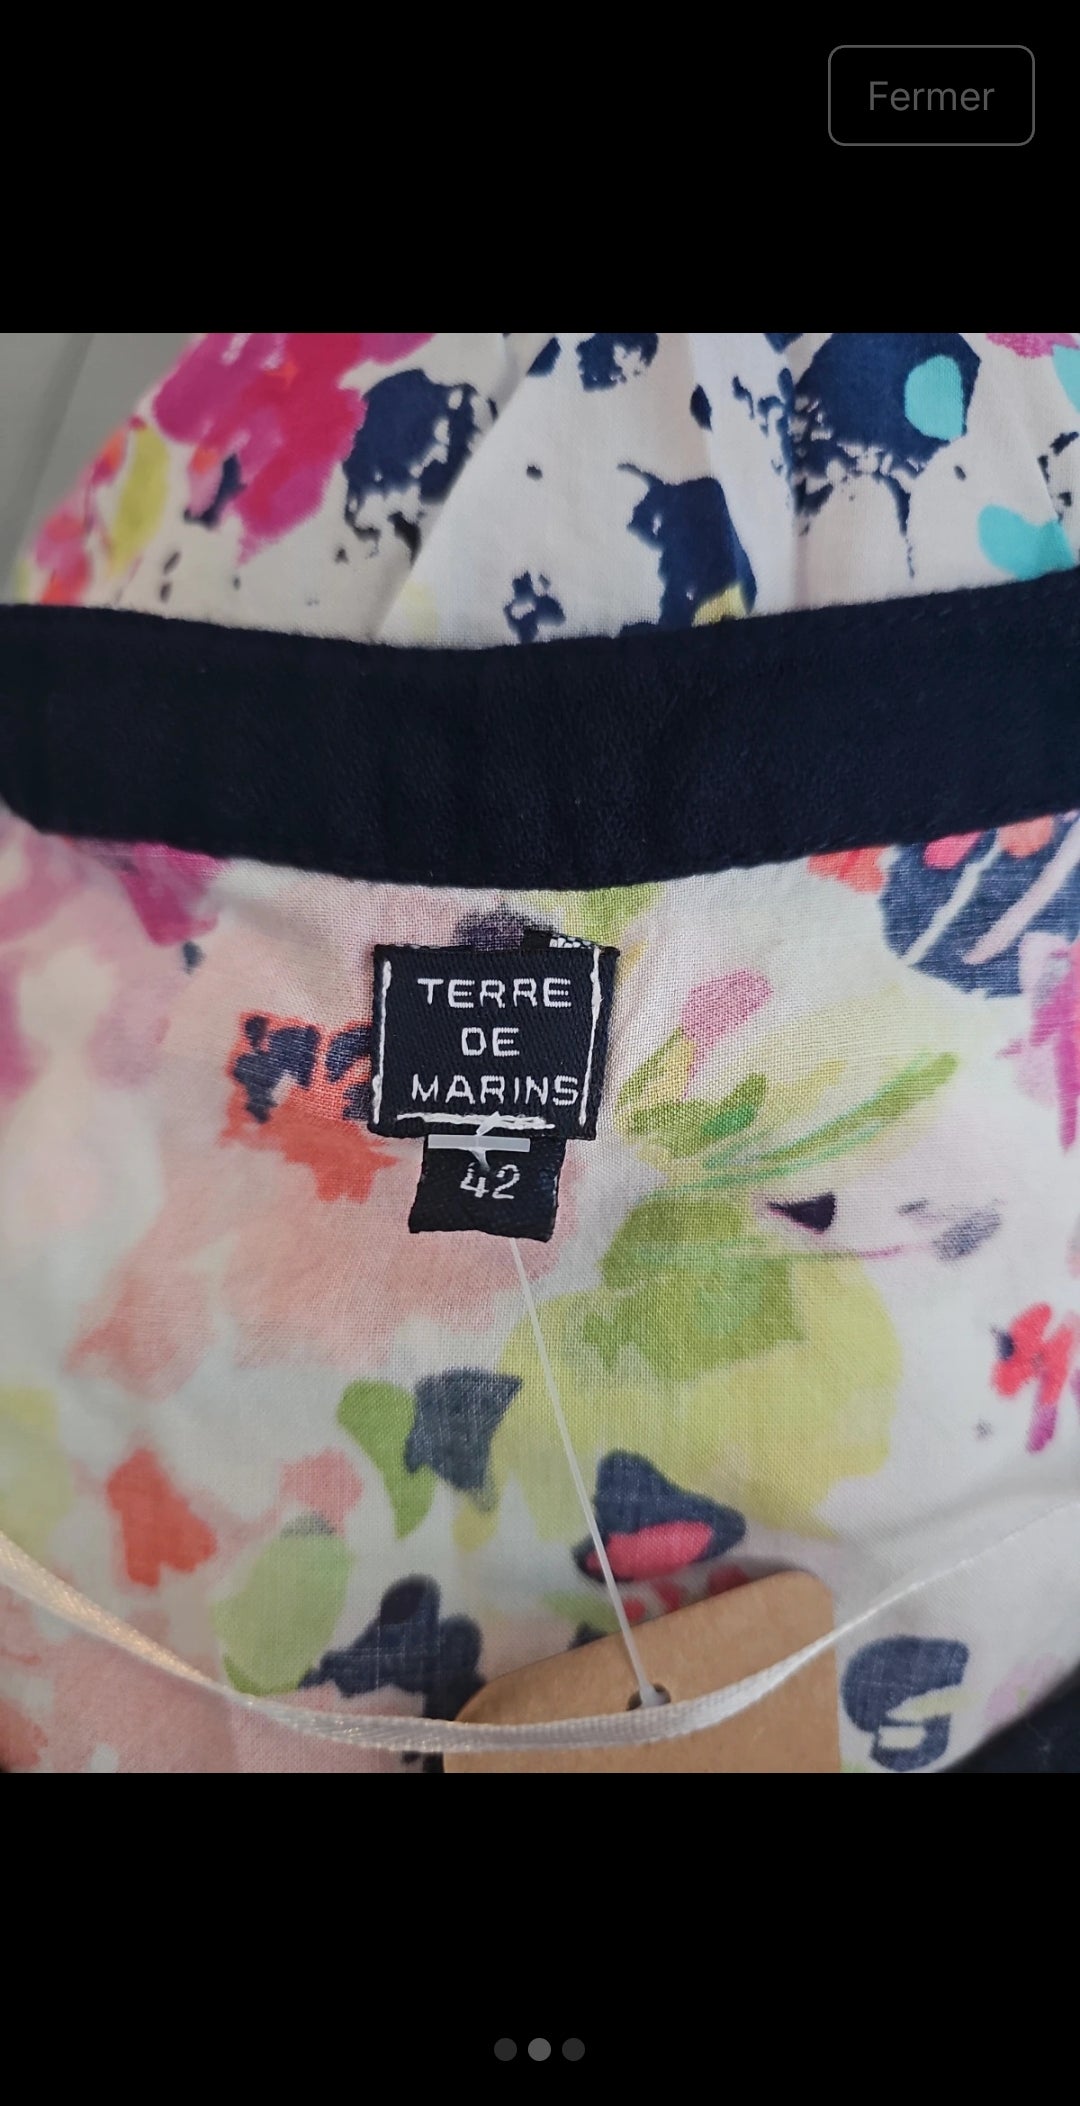 Fermer
TERRE
DE
MARINS
42